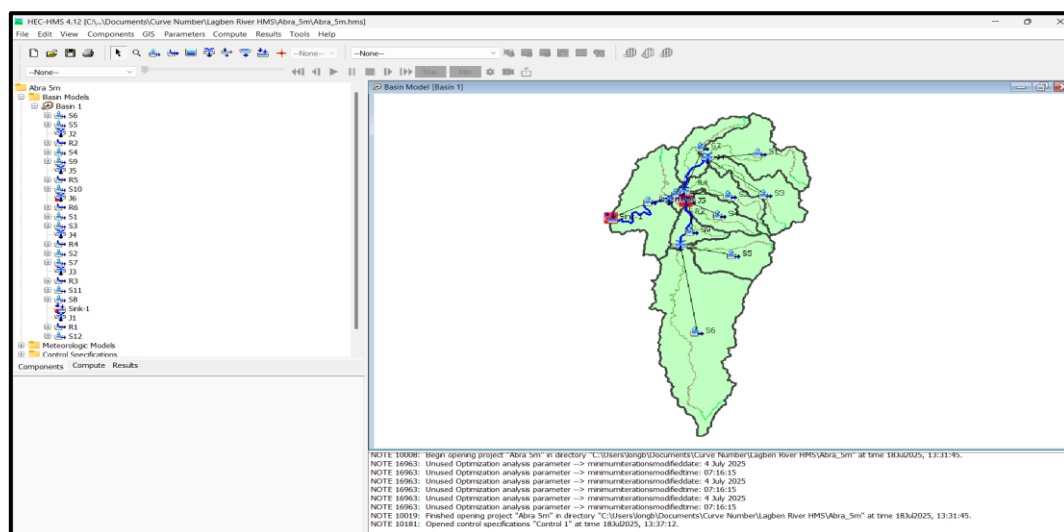 HEC-HMS 4.12 [C:\...\Documents\Curve Number\Lagben River HMS\Abra_5m\Abra_5m.hms]
File Edit View Components GIS Parameters Compute Results Tools Help
--None-- --None--
--None--
Abra 5m
Basin Models
Basin 1
S6
S5
J2
R2
S4
S9
J5
R5
S10
J6
R6
S1
S3
J4
R4
S2
S7
J3
R3
S11
S8
Sink-1
J1
R1
S12
Meteorologic Models
Control Specifications
Components Compute Results
Basin Model [Basin 1]
S7
S3
R4
J5
Sink-1
R2
S5
S6
NOTE 10008: Begin opening project "Abra 5m" in directory "C:\Users\longb\Documents\Curve Number\Lagben River HMS\Abra_5m" at time 18Jul2025, 13:31:45.
NOTE 16963: Unused Optimization analysis parameter --> minimumiterationsmodifieddate: 4 July 2025
NOTE 16963: Unused Optimization analysis parameter --> minimumiterationsmodifiedtime: 07:16:15
NOTE 16963: Unused Optimization analysis parameter --> minimumiterationsmodifieddate: 4 July 2025
NOTE 16963: Unused Optimization analysis parameter --> minimumiterationsmodifiedtime: 07:16:15
NOTE 16963: Unused Optimization analysis parameter --> minimumiterationsmodifieddate: 4 July 2025
NOTE 16963: Unused Optimization analysis parameter --> minimumiterationsmodifiedtime: 07:16:15
NOTE 10019: Finished opening project "Abra 5m" in directory "C:\Users\longb\Documents\Curve Number\Lagben River HMS\Abra_5m" at time 18Jul2025, 13:31:45.
NOTE 10181: Opened control specifications "Control 1" at time 18Jul2025, 13:37:12.